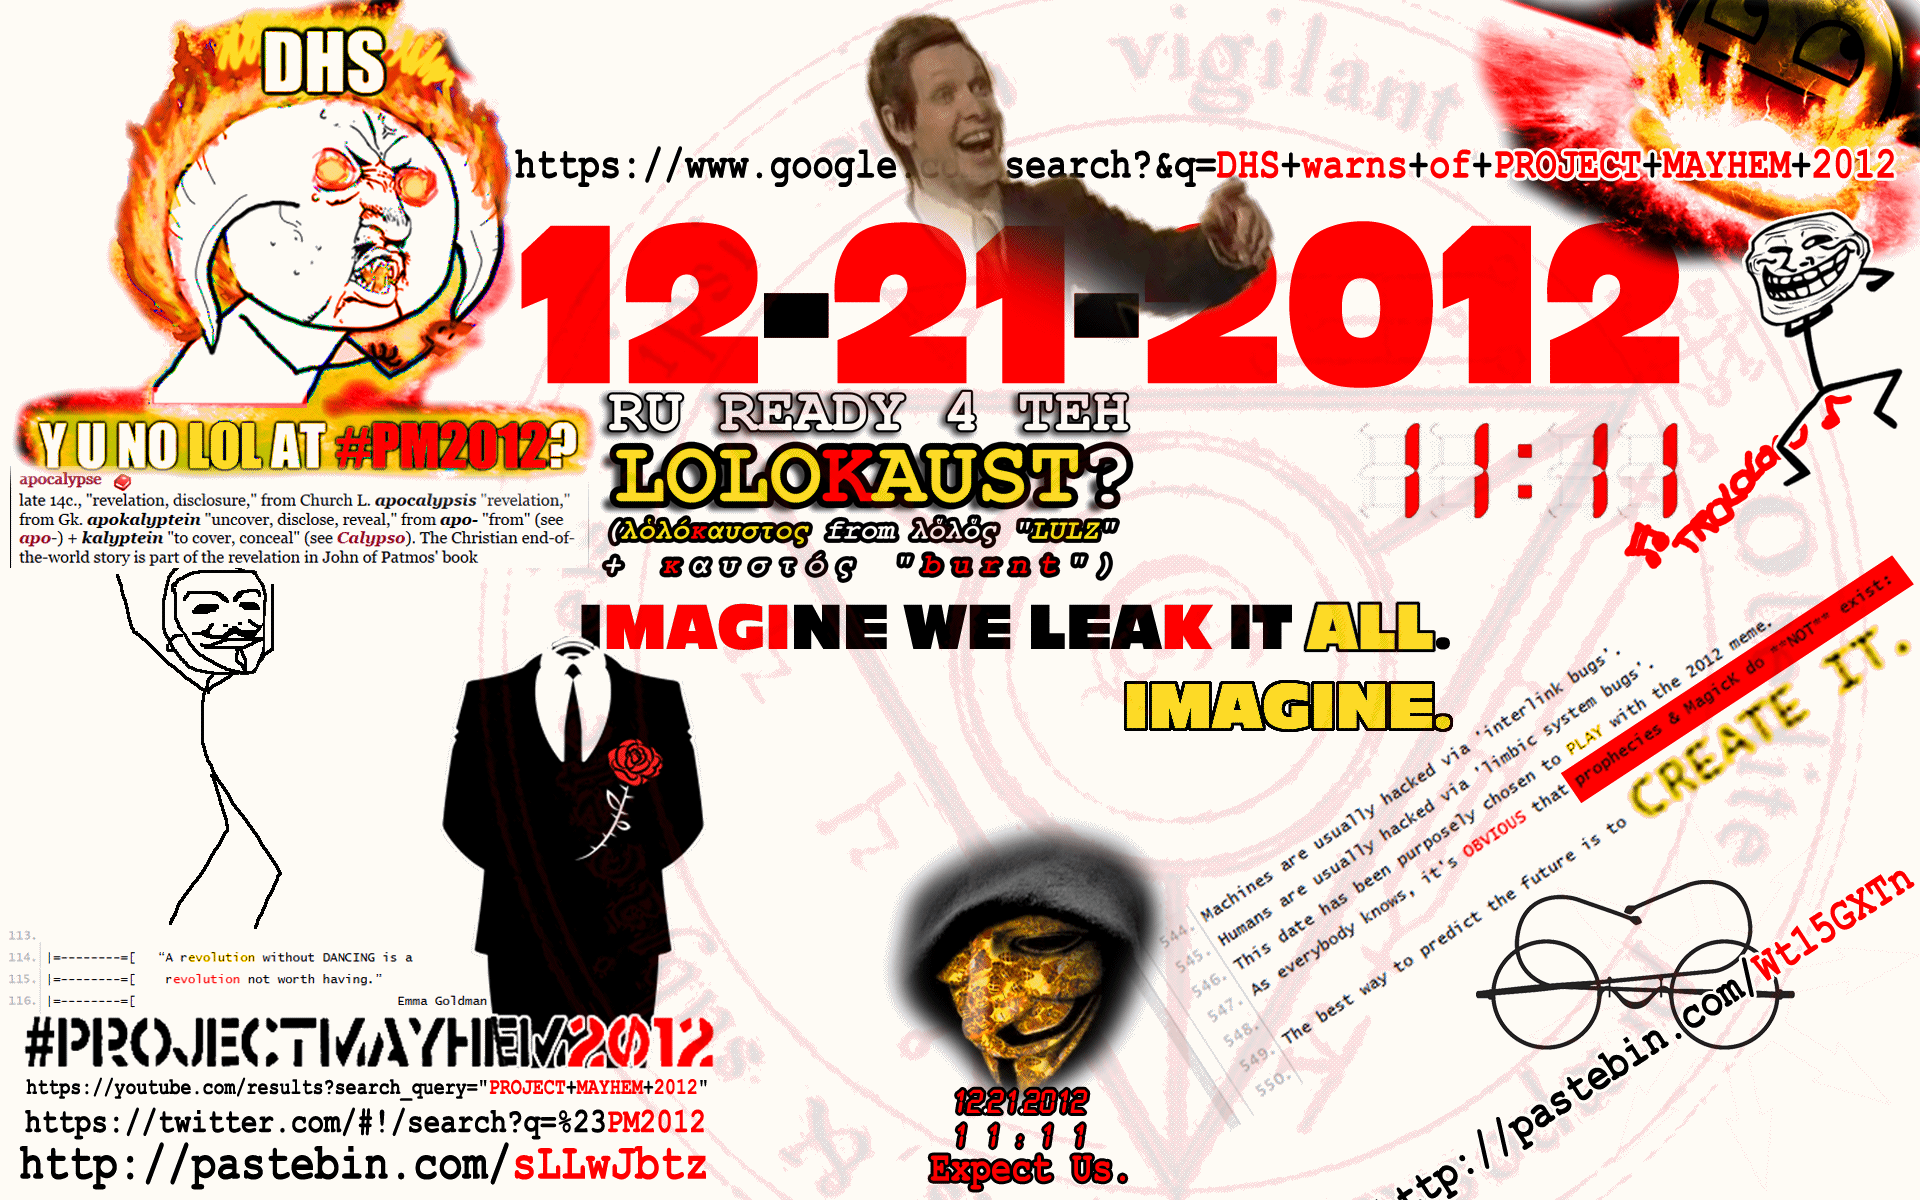 DHS
vigilant
https://www.google.co search?&q=DHS+warns+of+PROJECT+MAYHEM+2012
12-21-2012
Y U NO LOL AT #PM2012?
RU READY 4 TEH
LOLOKAUST?
(λὁλόκαυστος from λὅλὅς "LULZ"
+ καυστός "burnt")
11:11
TROLOLOLO
apocalypse
late 14c., "revelation, disclosure," from Church L. apocalypsis "revelation,"
from Gk. apokalyptein "uncover, disclose, reveal," from apo- "from" (see
apo-) + kalyptein "to cover, conceal" (see Calypso). The Christian end-of-
the-world story is part of the revelation in John of Patmos' book
IMAGINE WE LEAK IT ALL.
IMAGINE.
544. Machines are usually hacked via 'interlink bugs'.
545. Humans are usually hacked via 'limbic system bugs'.
546. This date has been purposely chosen to PLAY with the 2012 meme.
547. As everybody knows, it's OBVIOUS that prophecies & MagicK do **NOT** exist:
548.
549. The best way to predict the future is to CREATE IT.
550.
113.
114. |=--------=[ “A revolution without DANCING is a
115. |=--------=[ revolution not worth having.”
116. |=--------=[ Emma Goldman
#PROJECTMAYHEM2012
https://youtube.com/results?search_query="PROJECT+MAYHEM+2012"
https://twitter.com/#!/search?q=%23PM2012
http://pastebin.com/sLLwJbtz
12.21.2012
11:11
Expect Us.
ttp://pastebin.com/Wt15GXTn